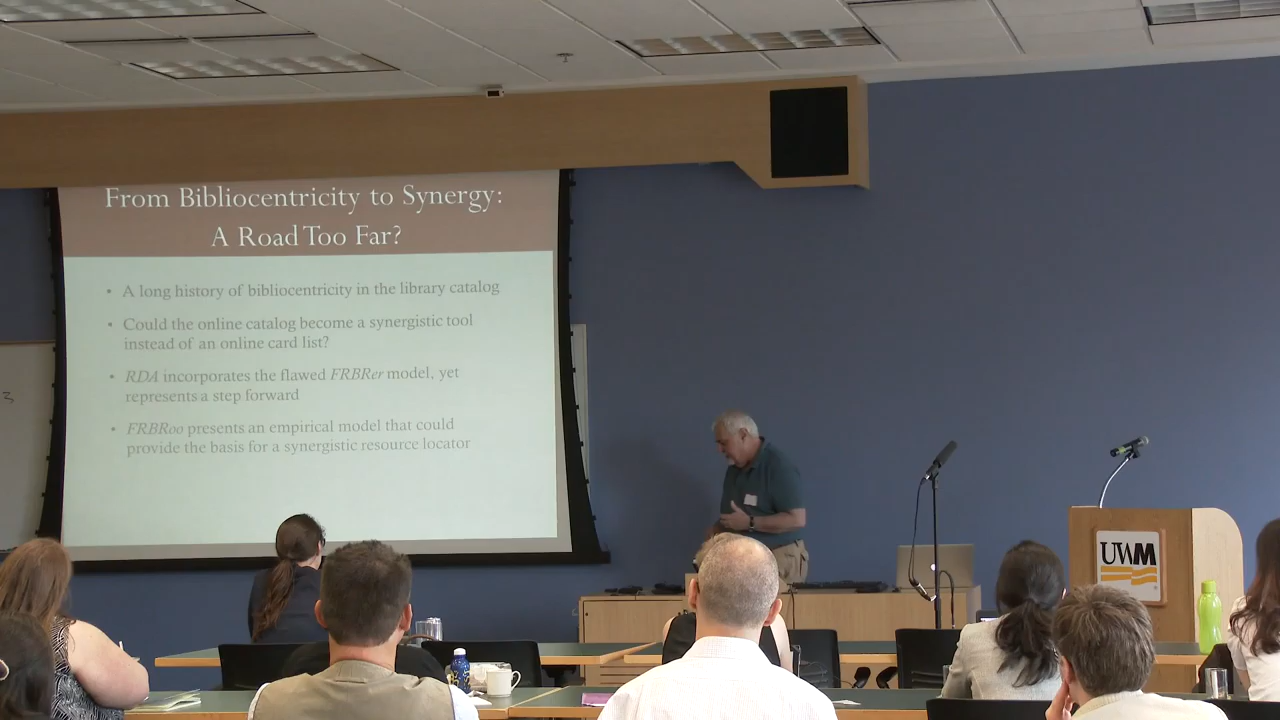 From Bibliocentricity to Synergy:
A Road Too Far?
• A long history of bibliocentricity in the library catalog
• Could the online catalog become a synergistic tool
instead of an online card list?
• RDA incorporates the flawed FRBRer model, yet
represents a step forward
• FRBRoo presents an empirical model that could
provide the basis for a synergistic resource locator
3
UWM